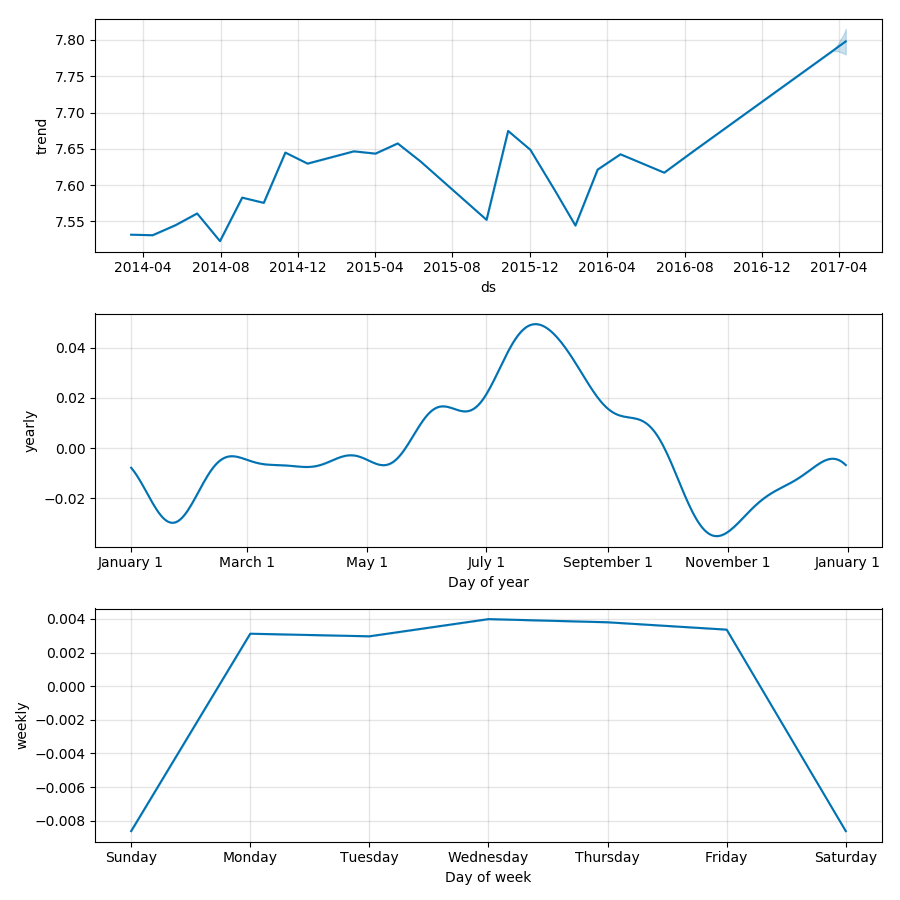 7.80
7.75
7.70
7.65
7.60
7.55
trend
2014-04 2014-08 2014-12 2015-04 2015-08 2015-12 2016-04 2016-08 2016-12 2017-04
ds
0.04
0.02
0.00
−0.02
yearly
January 1 March 1 May 1 July 1 September 1 November 1 January 1
Day of year
0.004
0.002
0.000
−0.002
−0.004
−0.006
−0.008
weekly
Sunday Monday Tuesday Wednesday Thursday Friday Saturday
Day of week